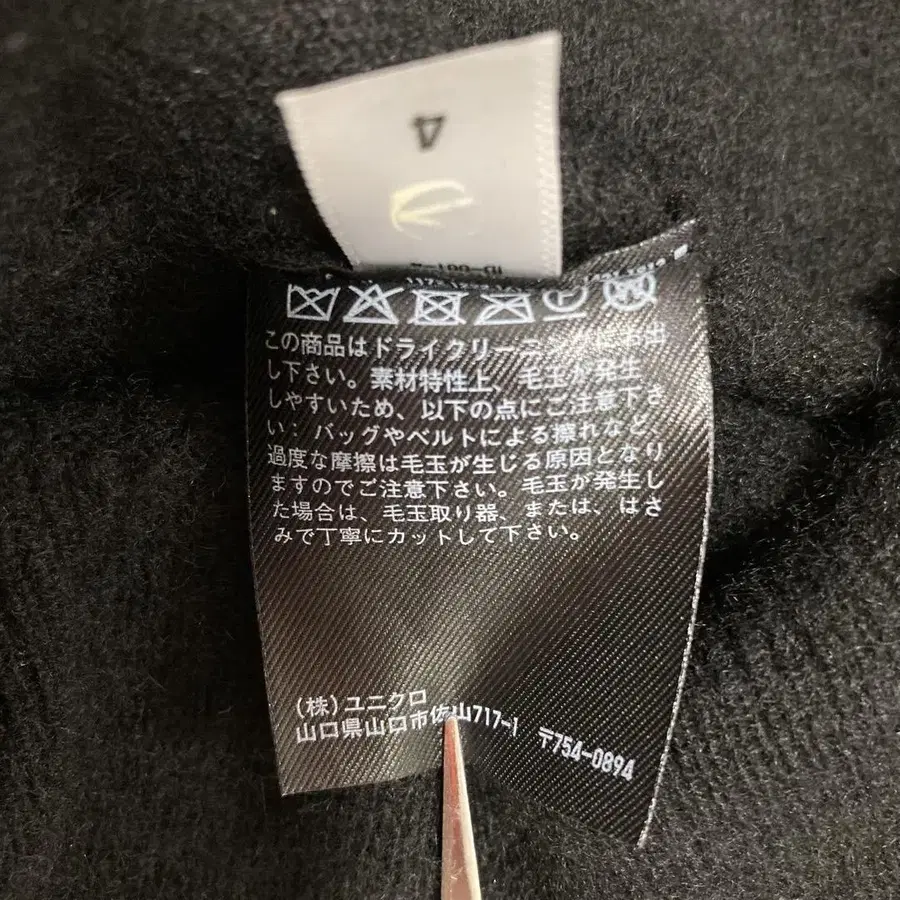 4
この商品はドライクリーニングにお出
し下さい。素材特性上、毛玉が発生
しやすいため、以下の点にご注意下さ
い：バッグやベルトによる擦れなど、
過度な摩擦は毛玉が生じる原因となり
ますのでご注意下さい。毛玉が発生し
た場合は、毛玉取り器、または、はさ
みで丁寧にカットして下さい。
(株)ユニクロ
山口県山口市佐山717-1 〒754-0894